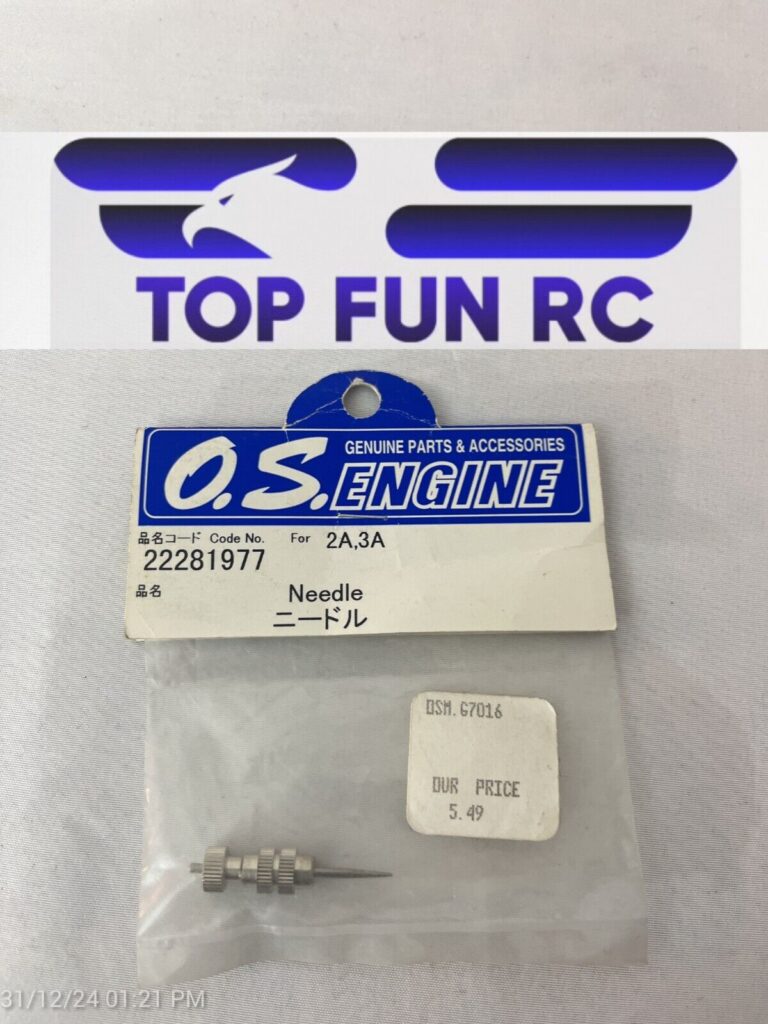 TOP FUN RC
GENUINE PARTS & ACCESSORIES
O.S.ENGINE
品名コード Code No. For 2A,3A
22281977
品名 Needle
ニードル
OSM.G7016
OUR PRICE
5.49
31/12/24 01:21 PM